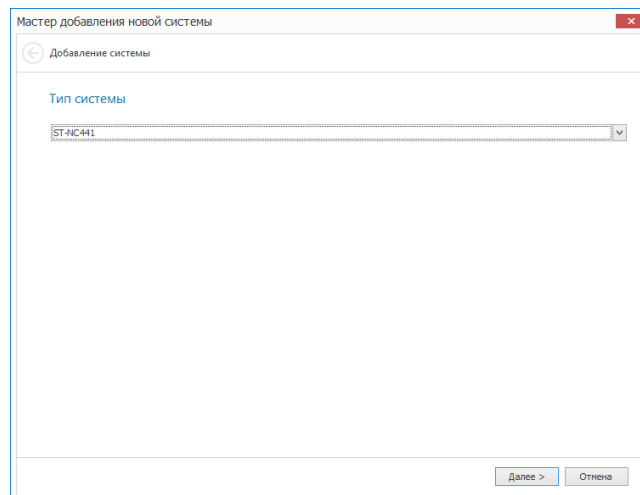 Мастер добавления новой системы
Добавление системы
Тип системы
ST-NC441
Далее >
Отмена